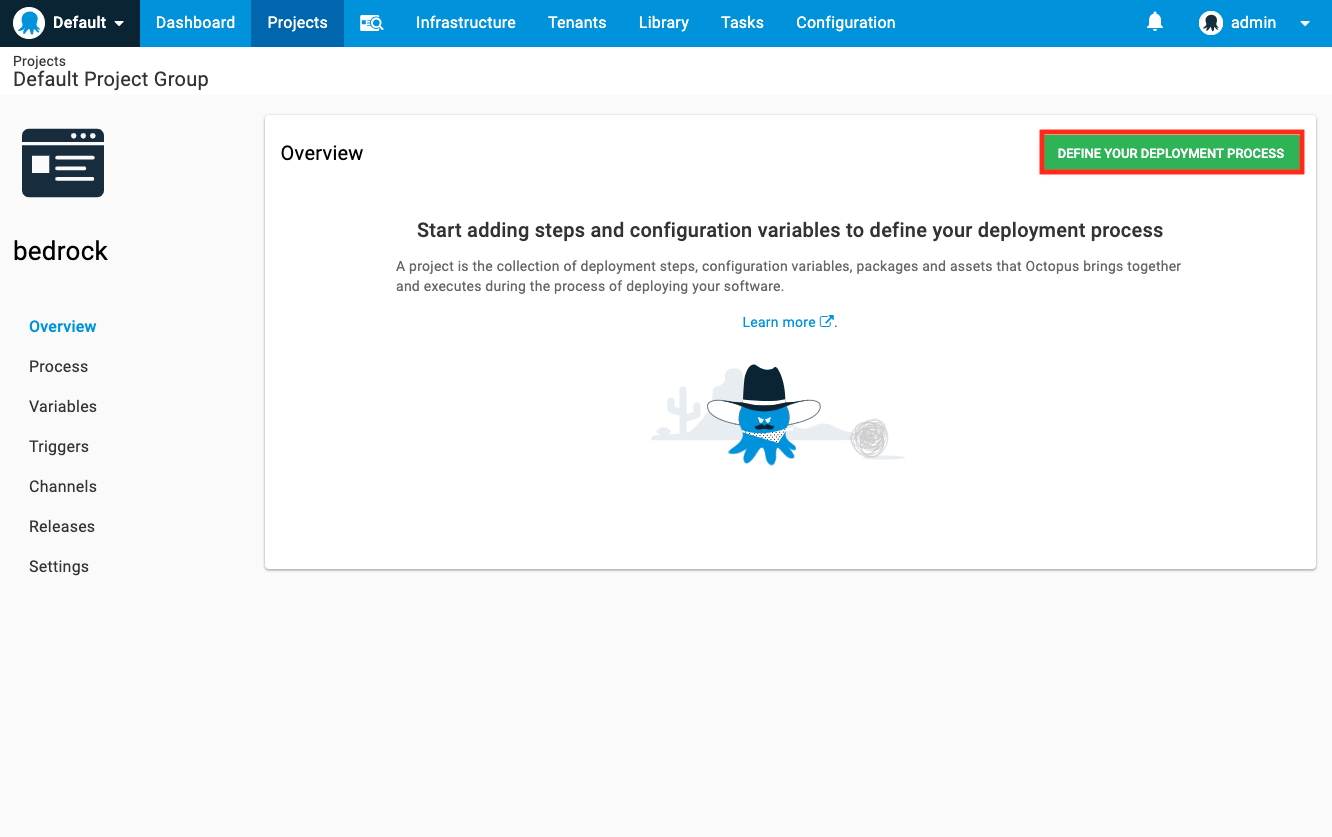 Default Dashboard Projects Infrastructure Tenants Library Tasks Configuration admin
Projects
Default Project Group
bedrock
Overview
Process
Variables
Triggers
Channels
Releases
Settings
Overview
DEFINE YOUR DEPLOYMENT PROCESS
Start adding steps and configuration variables to define your deployment process
A project is the collection of deployment steps, configuration variables, packages and assets that Octopus brings together
and executes during the process of deploying your software.
Learn more .